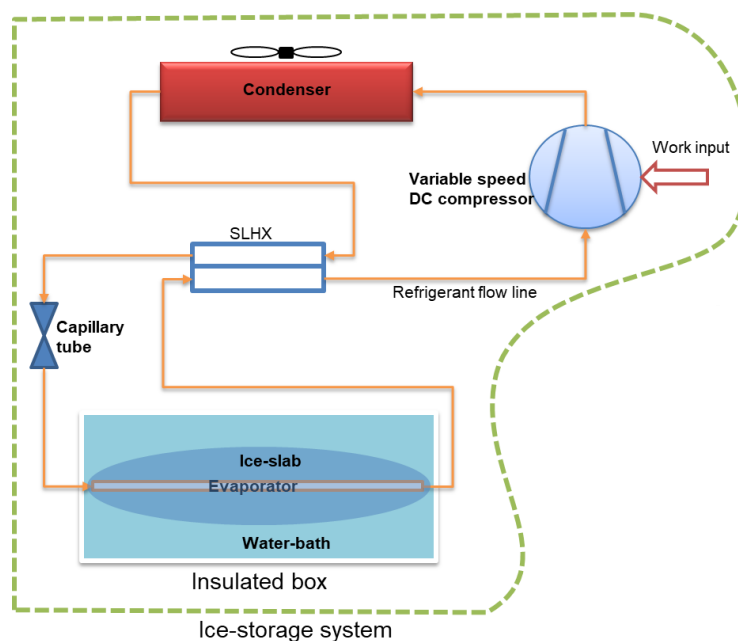 Condenser
Work input
Variable speed
DC compressor
SLHX
Refrigerant flow line
Capillary
tube
Ice-slab
Evaporator
Water-bath
Insulated box
Ice-storage system